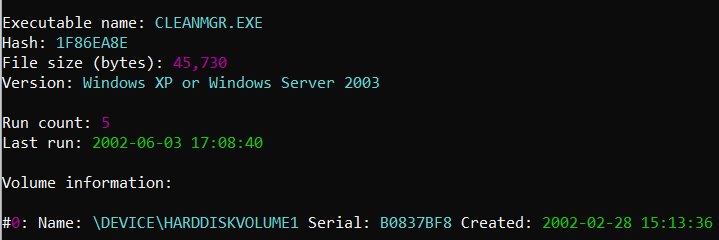 Executable name: CLEANMGR.EXE
Hash: 1F86EA8E
File size (bytes): 45,730
Version: Windows XP or Windows Server 2003
Run count: 5
Last run: 2002-06-03 17:08:40
Volume information:
#0: Name: \DEVICE\HARDDISKVOLUME1 Serial: B0837BF8 Created: 2002-02-28 15:13:36